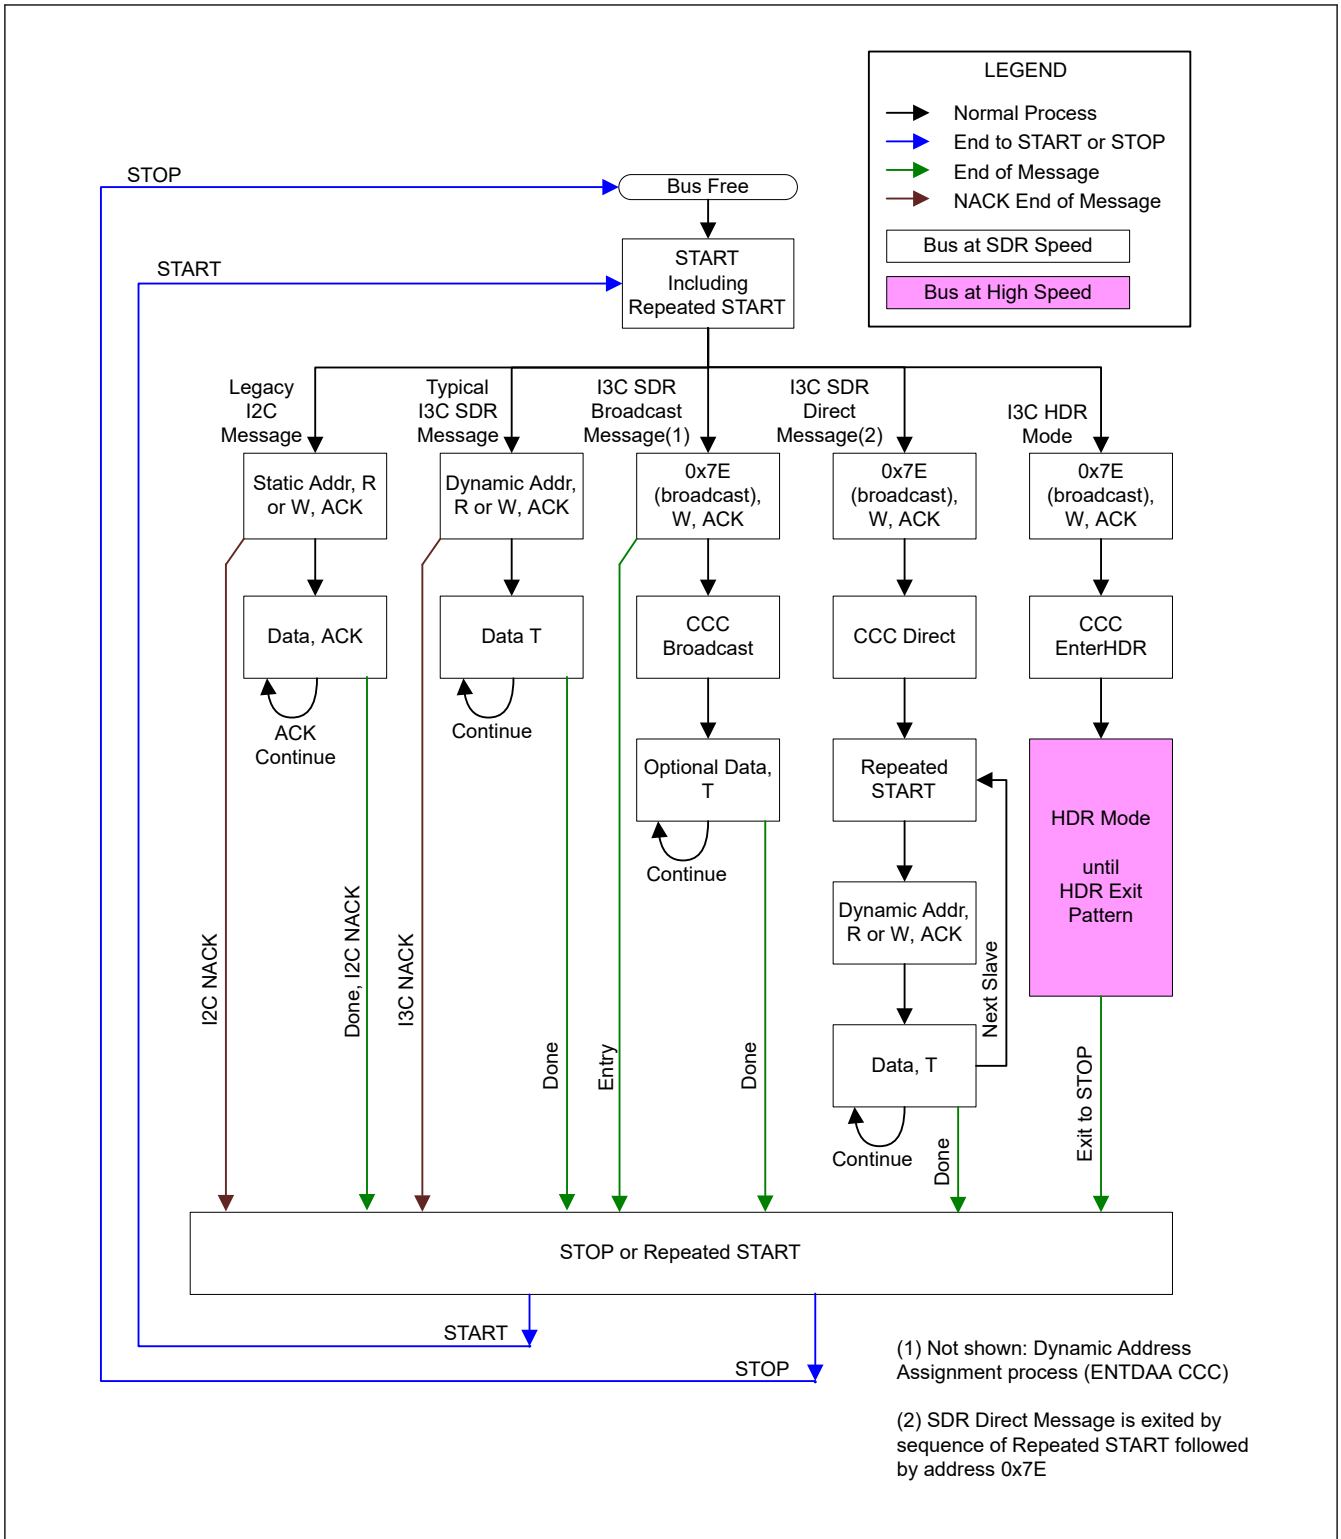 LEGEND
Normal Process
End to START or STOP
End of Message
NACK End of Message
Bus at SDR Speed
Bus at High Speed
STOP
Bus Free
START
START
Including
Repeated START
Legacy
I2C
Message
Typical
I3C SDR
Message
I3C SDR
Broadcast
Message(1)
I3C SDR
Direct
Message(2)
I3C HDR
Mode
Static Addr, R
or W, ACK
Dynamic Addr,
R or W, ACK
0x7E
(broadcast),
W, ACK
0x7E
(broadcast),
W, ACK
0x7E
(broadcast),
W, ACK
Data, ACK
Data T
CCC
Broadcast
CCC Direct
CCC
EnterHDR
ACK
Continue
Continue
Optional Data,
T
Continue
Repeated
START
HDR Mode
until
HDR Exit
Pattern
Dynamic Addr,
R or W, ACK
Next Slave
Data, T
Continue
I2C NACK
Done, I2C NACK
I3C NACK
Done
Entry
Done
Done
Exit to STOP
STOP or Repeated START
START
STOP
(1) Not shown: Dynamic Address
Assignment process (ENTDAA CCC)
(2) SDR Direct Message is exited by
sequence of Repeated START followed
by address 0x7E